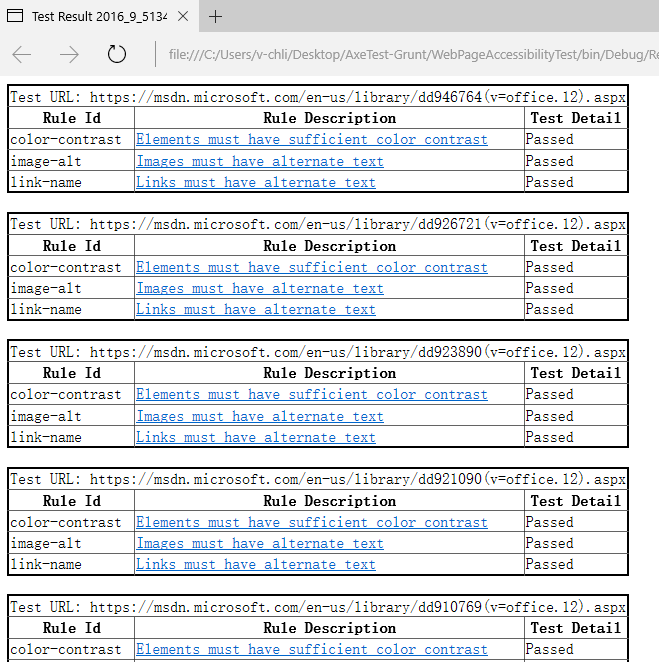 Test Result 2016_9_5134
file:///C:/Users/v-chli/Desktop/AxeTest-Grunt/WebPageAccessibilityTest/bin/Debug/Re
Test URL: https://msdn.microsoft.com/en-us/library/dd946764(v=office.12).aspx
Rule Id Rule Description Test Detail
color-contrast Elements must have sufficient color contrast Passed
image-alt Images must have alternate text Passed
link-name Links must have alternate text Passed
Test URL: https://msdn.microsoft.com/en-us/library/dd926721(v=office.12).aspx
Rule Id Rule Description Test Detail
color-contrast Elements must have sufficient color contrast Passed
image-alt Images must have alternate text Passed
link-name Links must have alternate text Passed
Test URL: https://msdn.microsoft.com/en-us/library/dd923890(v=office.12).aspx
Rule Id Rule Description Test Detail
color-contrast Elements must have sufficient color contrast Passed
image-alt Images must have alternate text Passed
link-name Links must have alternate text Passed
Test URL: https://msdn.microsoft.com/en-us/library/dd921090(v=office.12).aspx
Rule Id Rule Description Test Detail
color-contrast Elements must have sufficient color contrast Passed
image-alt Images must have alternate text Passed
link-name Links must have alternate text Passed
Test URL: https://msdn.microsoft.com/en-us/library/dd910769(v=office.12).aspx
Rule Id Rule Description Test Detail
color-contrast Elements must have sufficient color contrast Passed